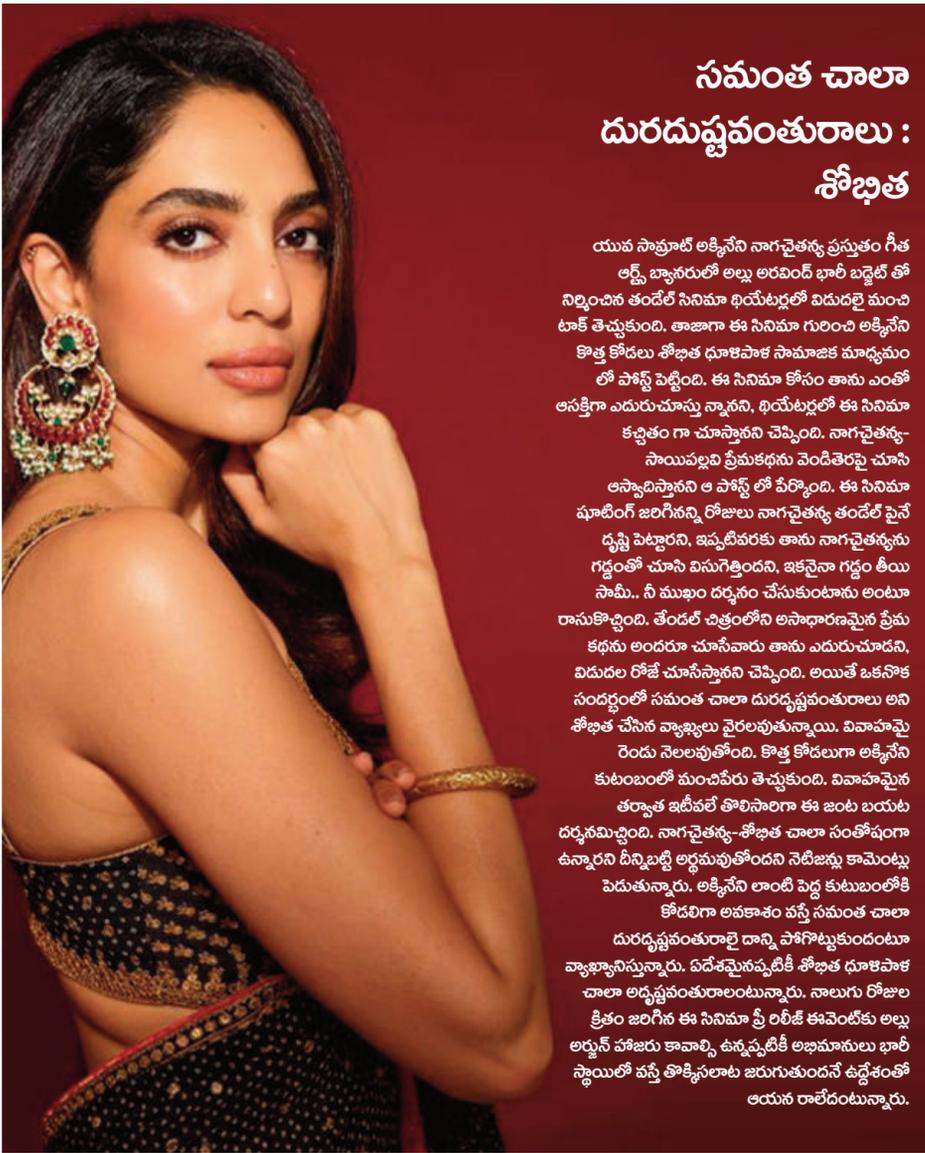 సమంత చాలా
దురదుష్టవంతురాలు :
శోభిత
యువ సామ్రాట్ అక్కినేని నాగచైతన్య ప్రస్తుతం గీత
ఆర్ట్స్ బ్యానరులో అల్లు అరవింద్ భారీ బడ్జెట్ తో
నిర్మించిన తండేల్ సినిమా థియేటర్లలో విడుదలై మంచి
టాక్ తెచ్చుకుంది. తాజాగా ఈ సినిమా గురించి అక్కినేని
కొత్త కోడలు శోభిత ధూళిపాళ సామాజిక మాధ్యమం
లో పోస్ట్ పెట్టింది. ఈ సినిమా కోసం తాను ఎంతో
ఆసక్తిగా ఎదురుచూస్తు న్నానని, థియేటర్లలో ఈ సినిమా
కచ్చితం గా చూస్తానని చెప్పింది. నాగచైతన్య-
సాయిపల్లవి ప్రేమకథను వెండితెరపై చూసి
ఆస్వాదిస్తానని ఆ పోస్ట్ లో పేర్కొంది. ఈ సినిమా
షూటింగ్ జరిగినన్ని రోజులు నాగచైతన్య తండేల్ పైనే
దృష్టి పెట్టారని, ఇప్పటివరకు తాను నాగచైతన్యను
గడ్డంతో చూసి విసుగెత్తిందని, ఇకనైనా గడ్డం తీయి
సామీ.. నీ ముఖం దర్శనం చేసుకుంటాను అంటూ
రాసుకొచ్చింది. తేండల్ చిత్రంలోని అసాధారణమైన ప్రేమ
కథను అందరూ చూసేవారు తాను ఎదురుచూడని,
విడుదల రోజే చూసేస్తానని చెప్పింది. అయితే ఒకనొక
సందర్భంలో సమంత చాలా దురదృష్టవంతురాలు అని
శోభిత చేసిన వ్యాఖ్యలు వైరలవుతున్నాయి. వివాహమై
రెండు నెలలవుతోంది. కొత్త కోడలుగా అక్కినేని
కుటంబంలో మంచిపేరు తెచ్చుకుంది. వివాహమైన
తర్వాత ఇటీవలే తొలిసారిగా ఈ జంట బయట
దర్శనమిచ్చింది. నాగచైతన్య-శోభిత చాలా సంతోషంగా
ఉన్నారని దీన్నిబట్టి అర్థమవుతోందని నెటిజన్లు కామెంట్లు
పెడుతున్నారు. అక్కినేని లాంటి పెద్ద కుటుబంలోకి
కోడలిగా అవకాశం వస్తే సమంత చాలా
దురదృష్టవంతురాలై దాన్ని పోగొట్టుకుందంటూ
వ్యాఖ్యానిస్తున్నారు. ఏదేశమైనప్పటికీ శోభిత ధూళిపాళ
చాలా అదృష్టవంతురాలంటున్నారు. నాలుగు రోజుల
క్రితం జరిగిన ఈ సినిమా ప్రీ రిలీజ్ ఈవెంట్‌కు అల్లు
అర్జున్ హాజరు కావాల్సి ఉన్నప్పటికీ అభిమానులు భారీ
స్థాయిలో వస్తే తొక్కిసలాట జరుగుతుందనే ఉద్దేశంతో
ఆయన రాలేదంటున్నారు.